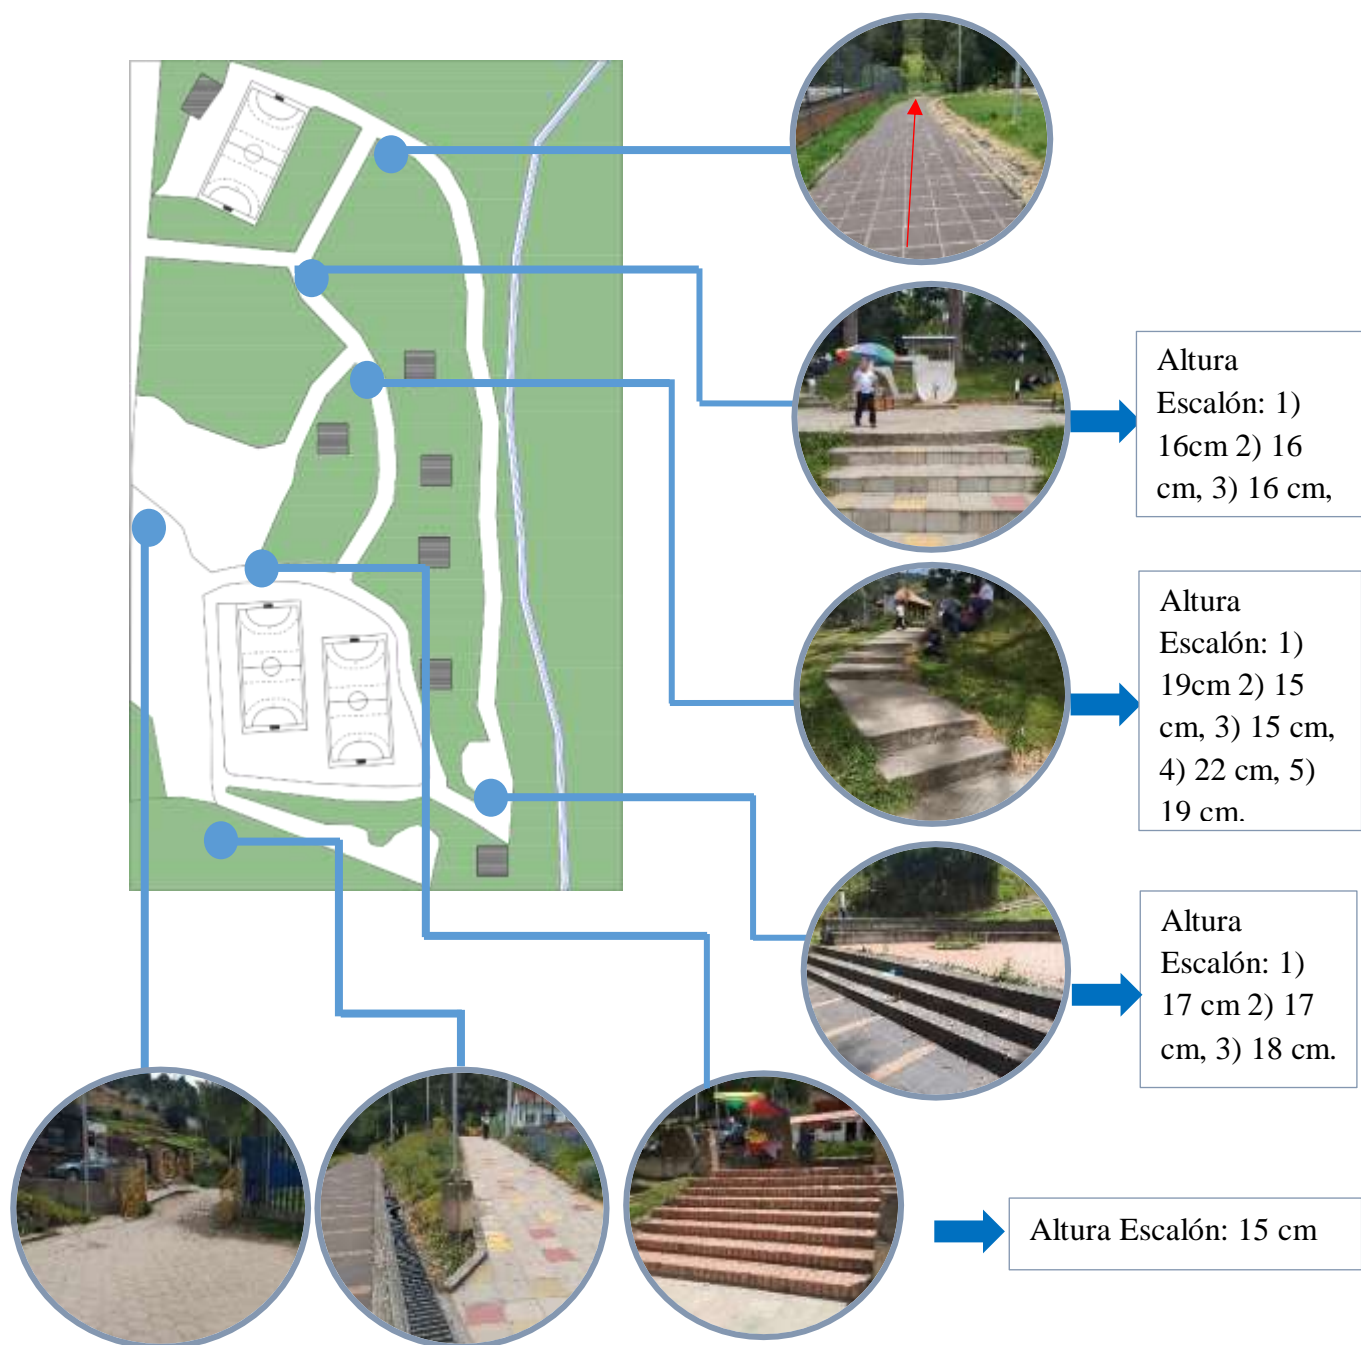 Altura
Escalón: 1)
16cm 2) 16
cm, 3) 16 cm,
Altura
Escalón: 1)
19cm 2) 15
cm, 3) 15 cm,
4) 22 cm, 5)
19 cm.
Altura
Escalón: 1)
17 cm 2) 17
cm, 3) 18 cm.
Altura Escalón: 15 cm